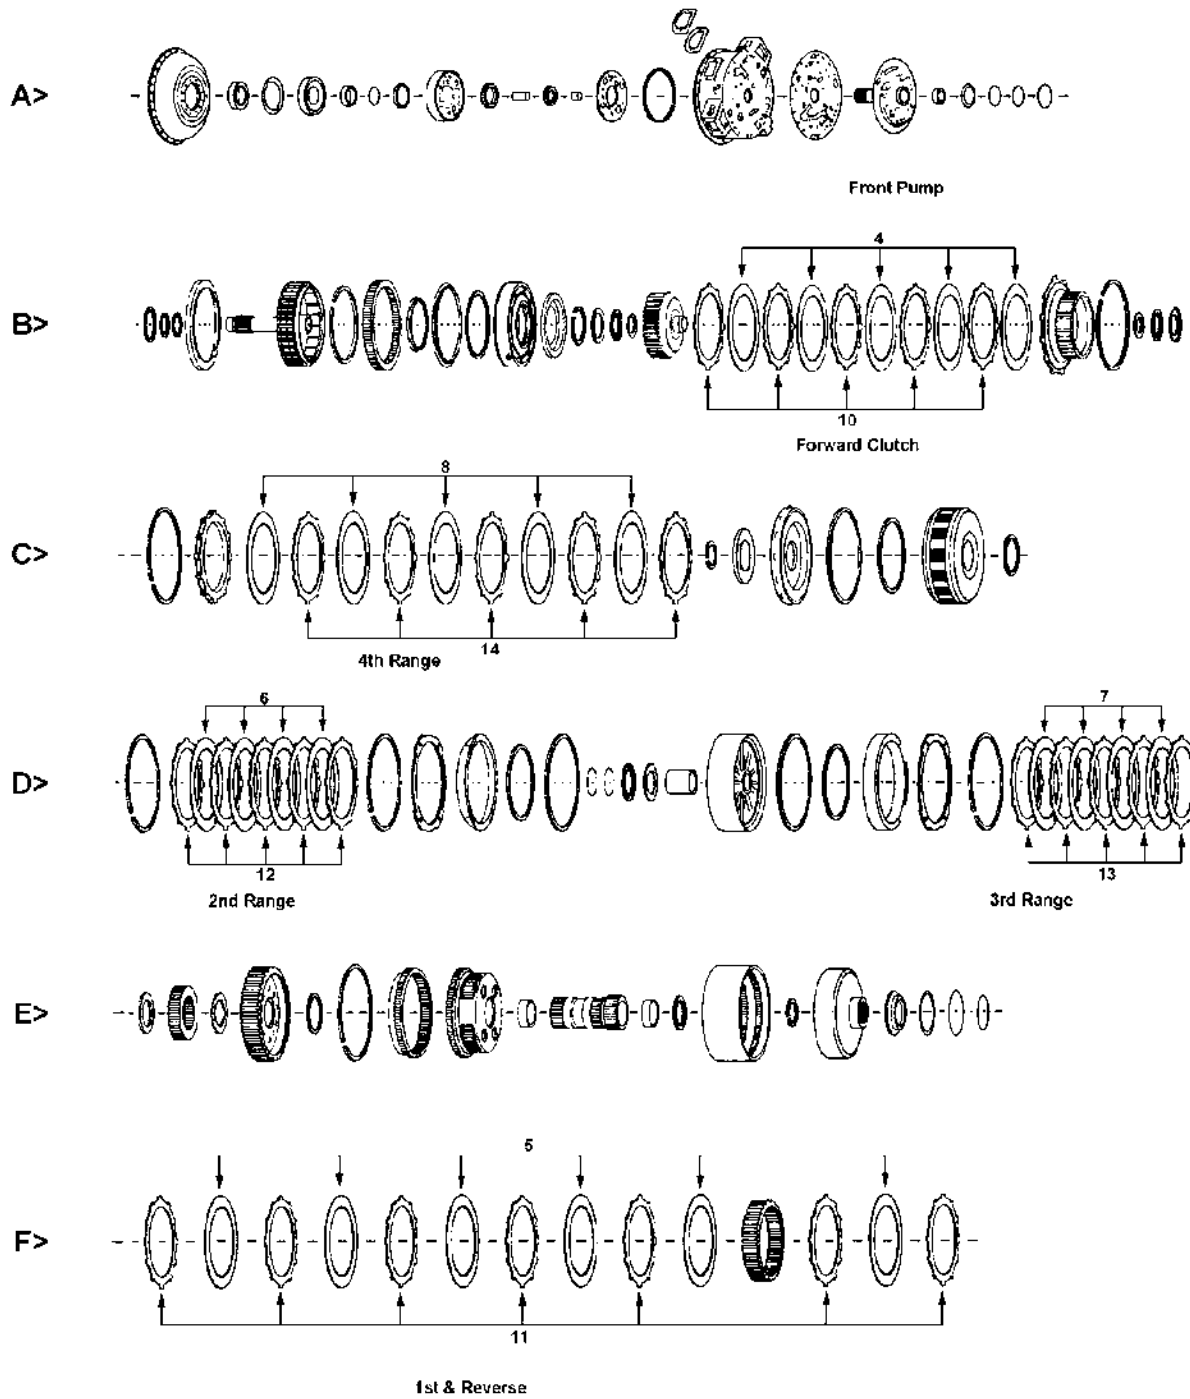 A>
Front Pump
4
B>
10
Forward Clutch
8
C>
14
4th Range
6
7
D>
12
13
2nd Range
3rd Range
E>
5
F>
11
1st & Reverse